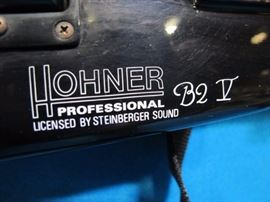 HOHNER
PROFESSIONAL B2 V
LICENSED BY STEINBERGER SOUND